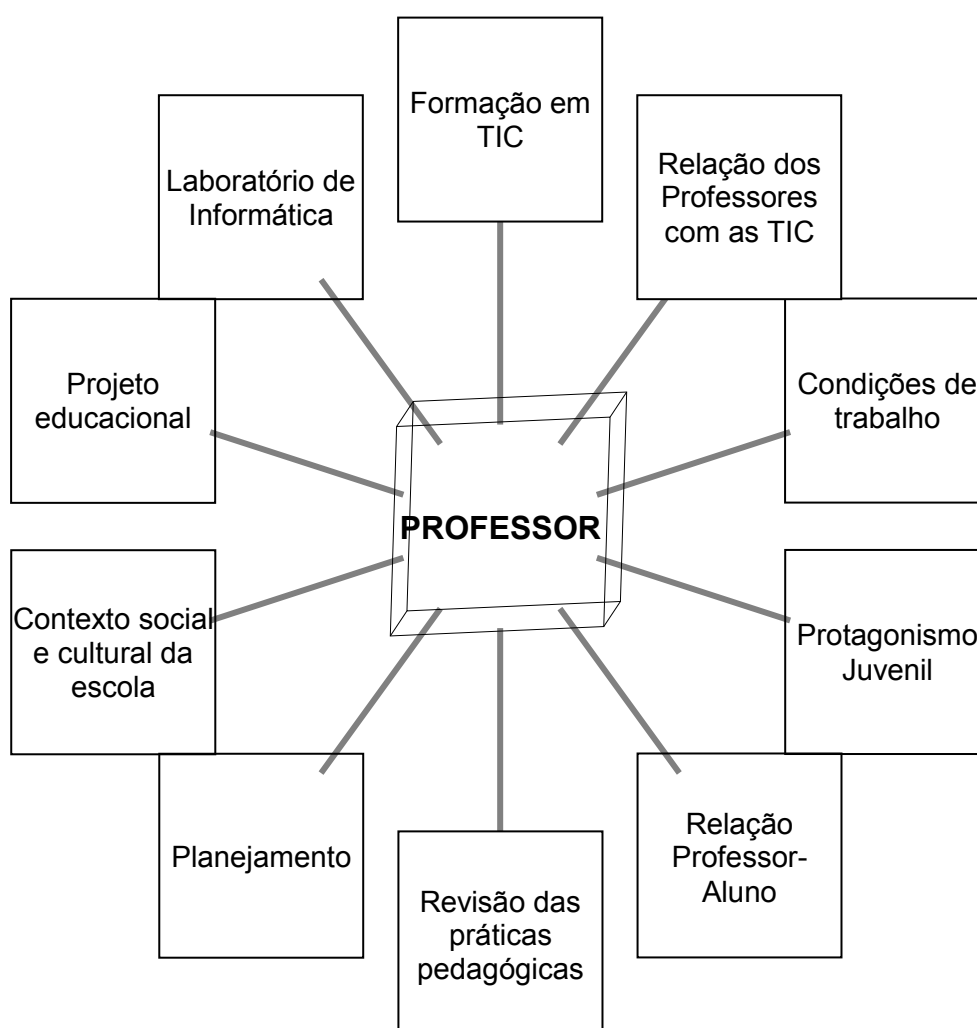 Formação em
TIC
Laboratório de
Informática
Relação dos
Professores
com as TIC
Projeto
educacional
Condições de
trabalho
PROFESSOR
Contexto social
e cultural da
escola
Protagonismo
Juvenil
Planejamento
Relação
Professor-
Aluno
Revisão das
práticas
pedagógicas